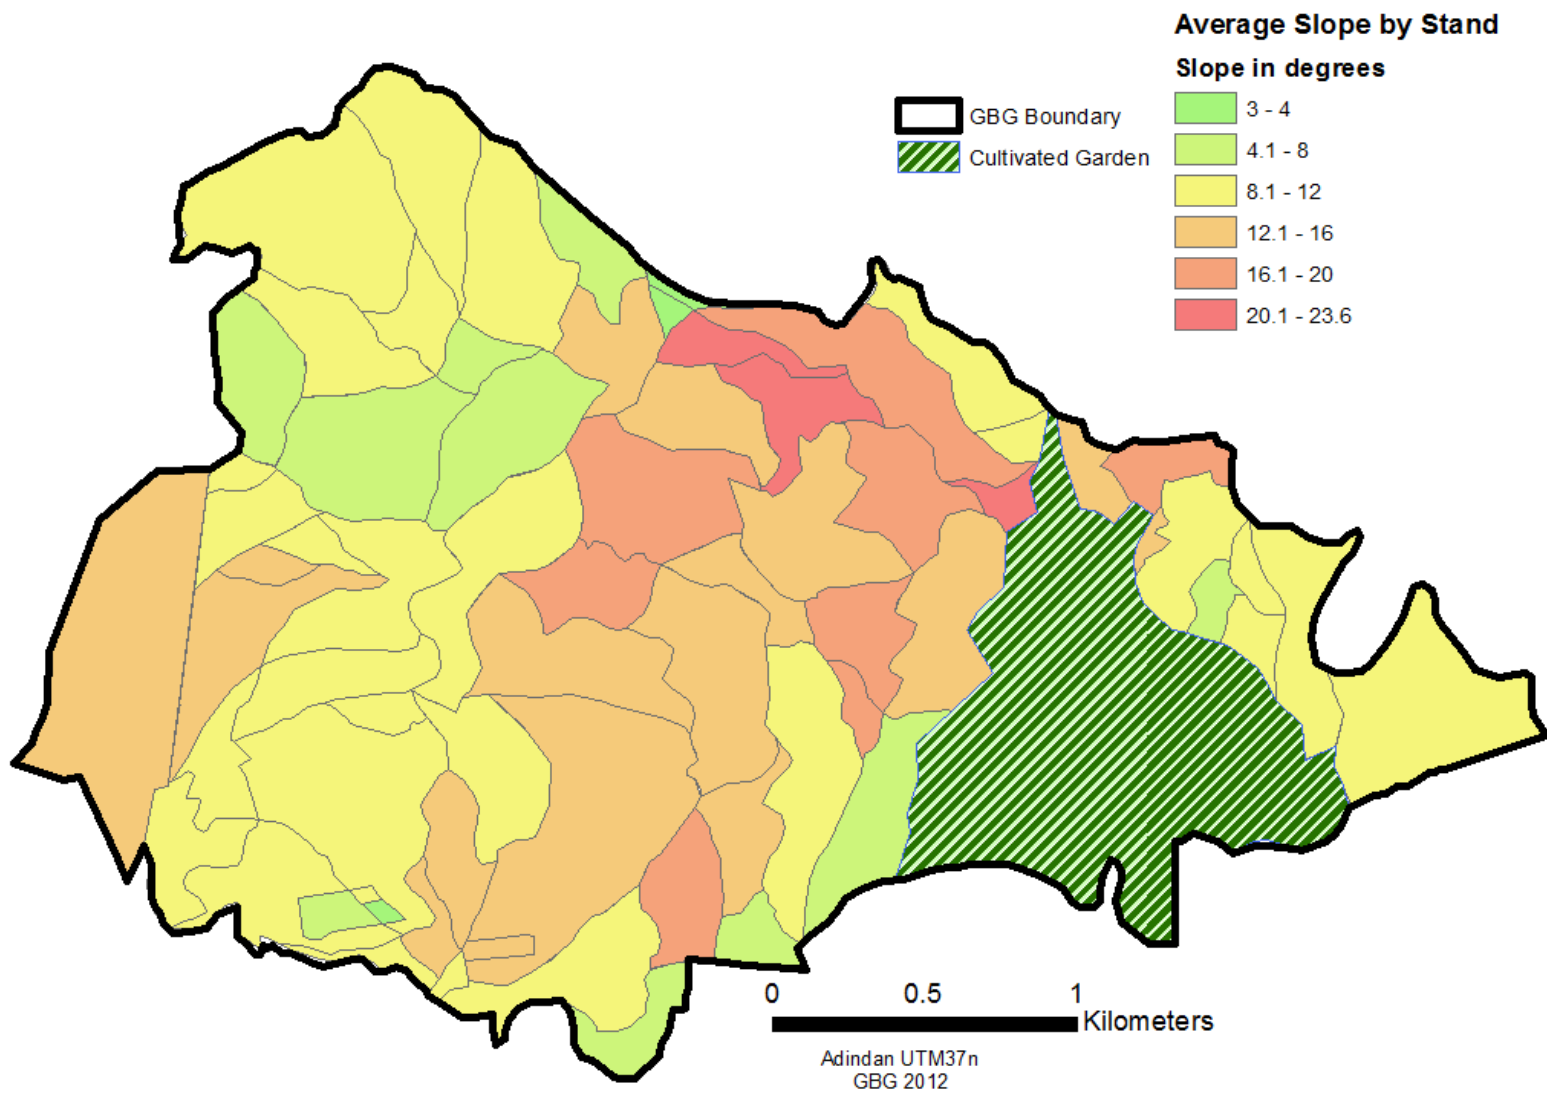 Average Slope by Stand
Slope in degrees
GBG Boundary
Cultivated Garden
3 - 4
4.1 - 8
8.1 - 12
12.1 - 16
16.1 - 20
20.1 - 23.6
0 0.5 1
Kilometers
Adindan UTM37n
GBG 2012